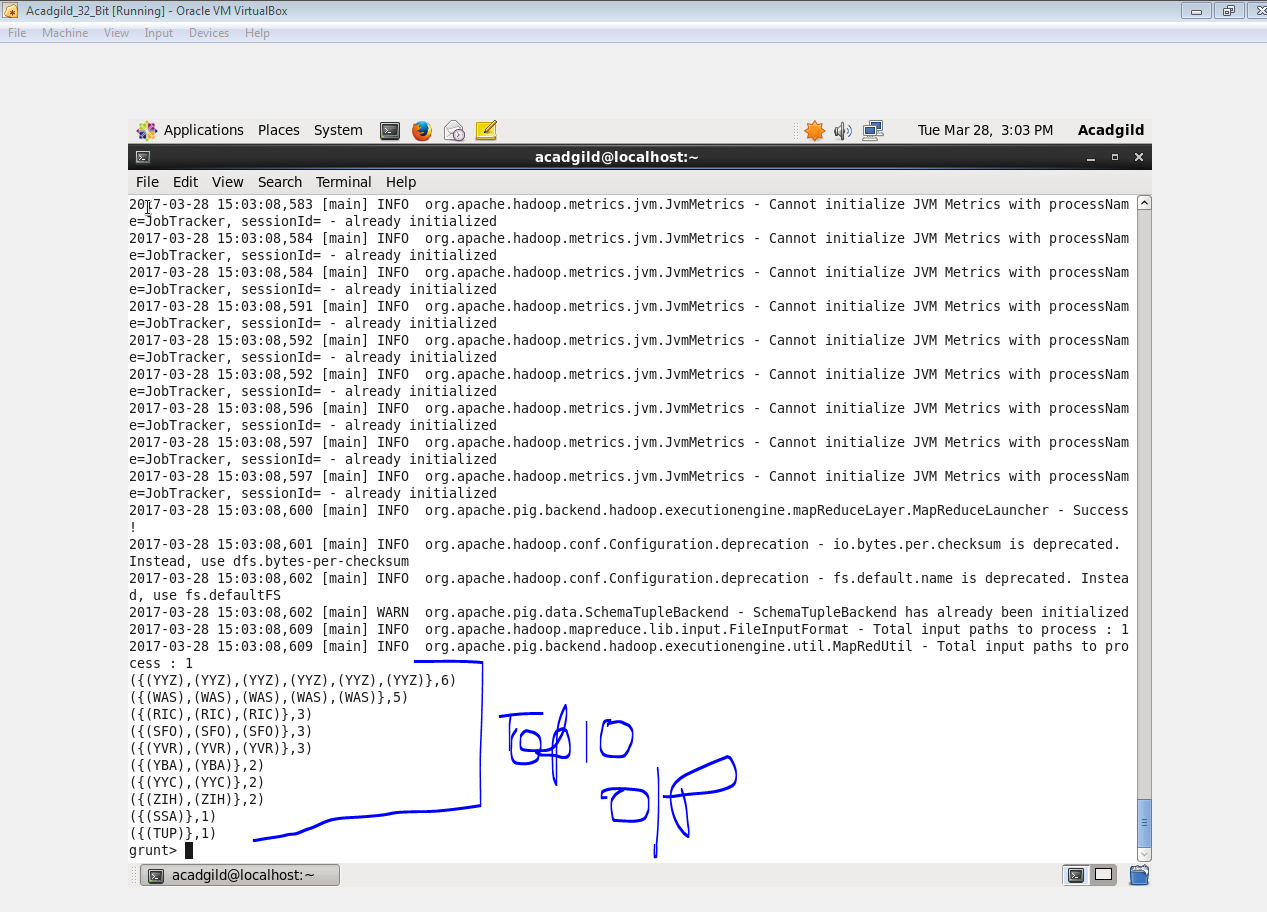 Acadgild_32_Bit [Running] - Oracle VM VirtualBox
File Machine View Input Devices Help
Applications Places System Tue Mar 28, 3:03 PM Acadgild
acadgild@localhost:~
File Edit View Search Terminal Help
2017-03-28 15:03:08,583 [main] INFO  org.apache.hadoop.metrics.jvm.JvmMetrics - Cannot initialize JVM Metrics with processNam
e=JobTracker, sessionId= - already initialized
2017-03-28 15:03:08,584 [main] INFO  org.apache.hadoop.metrics.jvm.JvmMetrics - Cannot initialize JVM Metrics with processNam
e=JobTracker, sessionId= - already initialized
2017-03-28 15:03:08,584 [main] INFO  org.apache.hadoop.metrics.jvm.JvmMetrics - Cannot initialize JVM Metrics with processNam
e=JobTracker, sessionId= - already initialized
2017-03-28 15:03:08,591 [main] INFO  org.apache.hadoop.metrics.jvm.JvmMetrics - Cannot initialize JVM Metrics with processNam
e=JobTracker, sessionId= - already initialized
2017-03-28 15:03:08,592 [main] INFO  org.apache.hadoop.metrics.jvm.JvmMetrics - Cannot initialize JVM Metrics with processNam
e=JobTracker, sessionId= - already initialized
2017-03-28 15:03:08,592 [main] INFO  org.apache.hadoop.metrics.jvm.JvmMetrics - Cannot initialize JVM Metrics with processNam
e=JobTracker, sessionId= - already initialized
2017-03-28 15:03:08,596 [main] INFO  org.apache.hadoop.metrics.jvm.JvmMetrics - Cannot initialize JVM Metrics with processNam
e=JobTracker, sessionId= - already initialized
2017-03-28 15:03:08,597 [main] INFO  org.apache.hadoop.metrics.jvm.JvmMetrics - Cannot initialize JVM Metrics with processNam
e=JobTracker, sessionId= - already initialized
2017-03-28 15:03:08,597 [main] INFO  org.apache.hadoop.metrics.jvm.JvmMetrics - Cannot initialize JVM Metrics with processNam
e=JobTracker, sessionId= - already initialized
2017-03-28 15:03:08,600 [main] INFO  org.apache.pig.backend.hadoop.executionengine.mapReduceLayer.MapReduceLauncher - Success
!
2017-03-28 15:03:08,601 [main] INFO  org.apache.hadoop.conf.Configuration.deprecation - io.bytes.per.checksum is deprecated.
Instead, use dfs.bytes-per-checksum
2017-03-28 15:03:08,602 [main] INFO  org.apache.hadoop.conf.Configuration.deprecation - fs.default.name is deprecated. Instea
d, use fs.defaultFS
2017-03-28 15:03:08,602 [main] WARN  org.apache.pig.data.SchemaTupleBackend - SchemaTupleBackend has already been initialized
2017-03-28 15:03:08,609 [main] INFO  org.apache.hadoop.mapreduce.lib.input.FileInputFormat - Total input paths to process : 1
2017-03-28 15:03:08,609 [main] INFO  org.apache.pig.backend.hadoop.executionengine.util.MapRedUtil - Total input paths to pro
cess : 1
({(YYZ),(YYZ),(YYZ),(YYZ),(YYZ),(YYZ)},6)
({(WAS),(WAS),(WAS),(WAS),(WAS)},5)
({(RIC),(RIC),(RIC)},3)
({(SFO),(SFO),(SFO)},3)
({(YVR),(YVR),(YVR)},3)
({(YBA),(YBA)},2)
({(YYC),(YYC)},2)
({(ZIH),(ZIH)},2)
({(SSA)},1)
({(TUP)},1)
grunt>
Top 10
O/P
acadgild@localhost:~